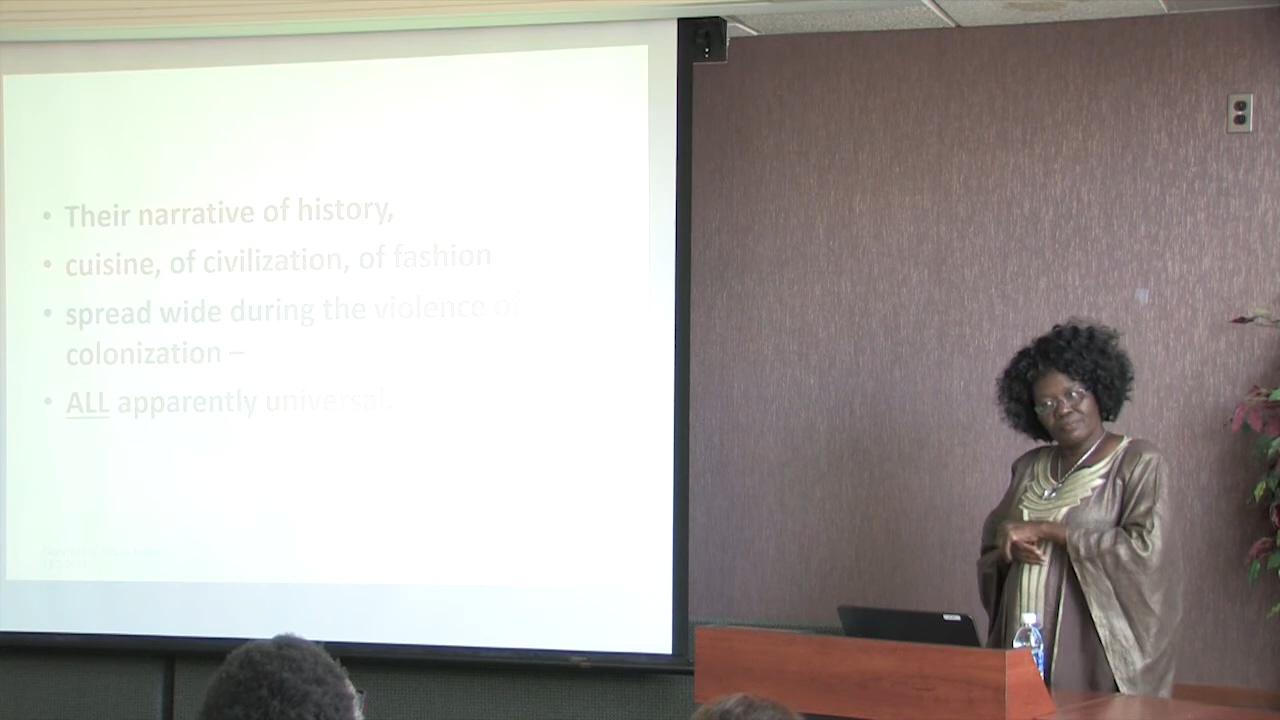 • Their narrative of history,
• cuisine, of civilization, of fashion
• spread wide during the violence of
colonization –
• ALL apparently universal.